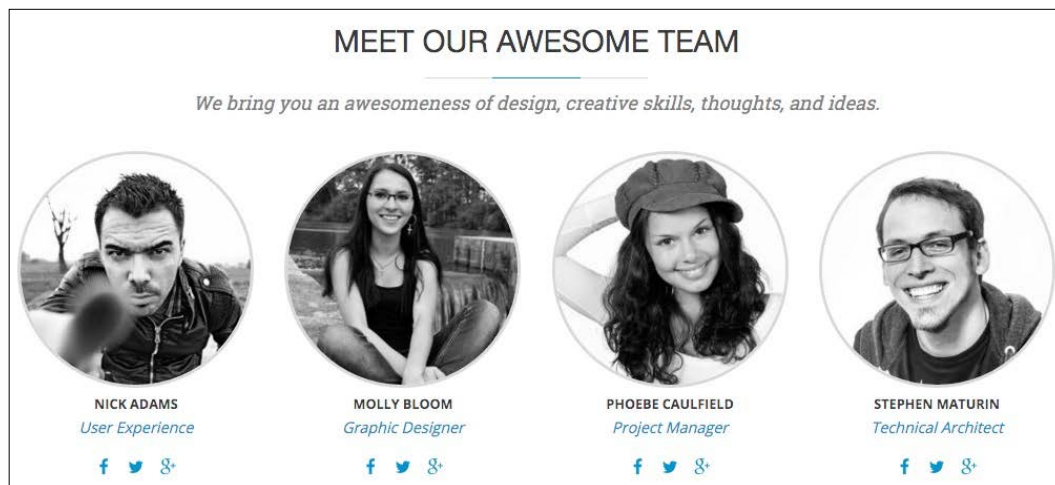 MEET OUR AWESOME TEAM
We bring you an awesomeness of design, creative skills, thoughts, and ideas.
NICK ADAMS
MOLLY BLOOM
PHOEBE CAULFIELD
STEPHEN MATURIN
User Experience
Graphic Designer
Project Manager
Technical Architect